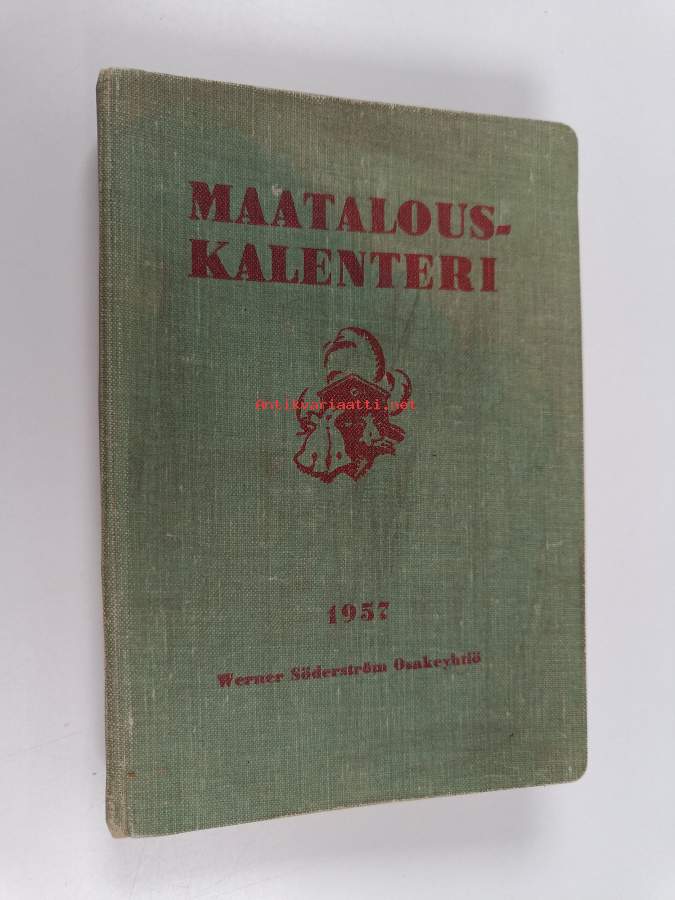 MAATALOUS-
KALENTERI
Antikvariaatti.net
1957
Werner Söderström Osakeyhtiö